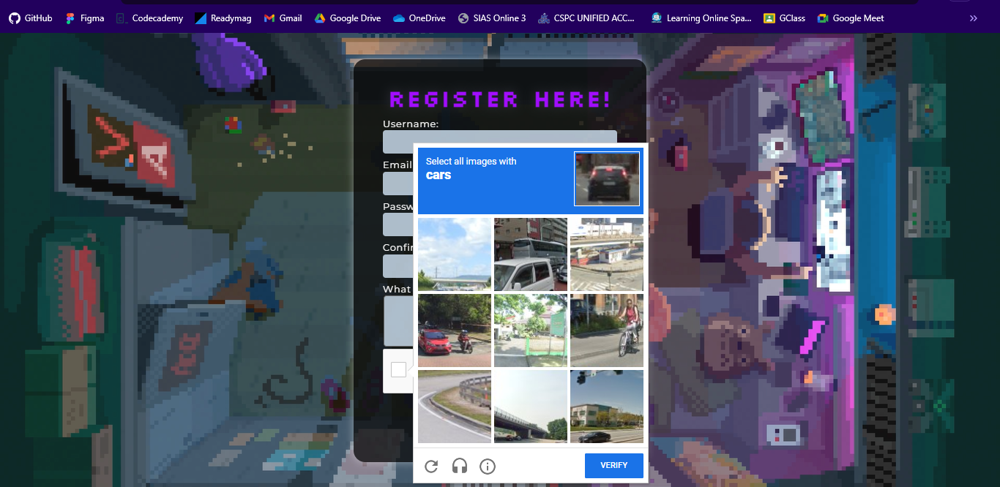 GitHub Figma Codecademy Readymag Gmail Google Drive OneDrive SIAS Online 3 CSPC UNIFIED ACC... Learning Online Spa... GClass Google Meet »
REGISTER HERE!
Username:
Email
Passw
Confir
What
Select all images with
cars
VERIFY